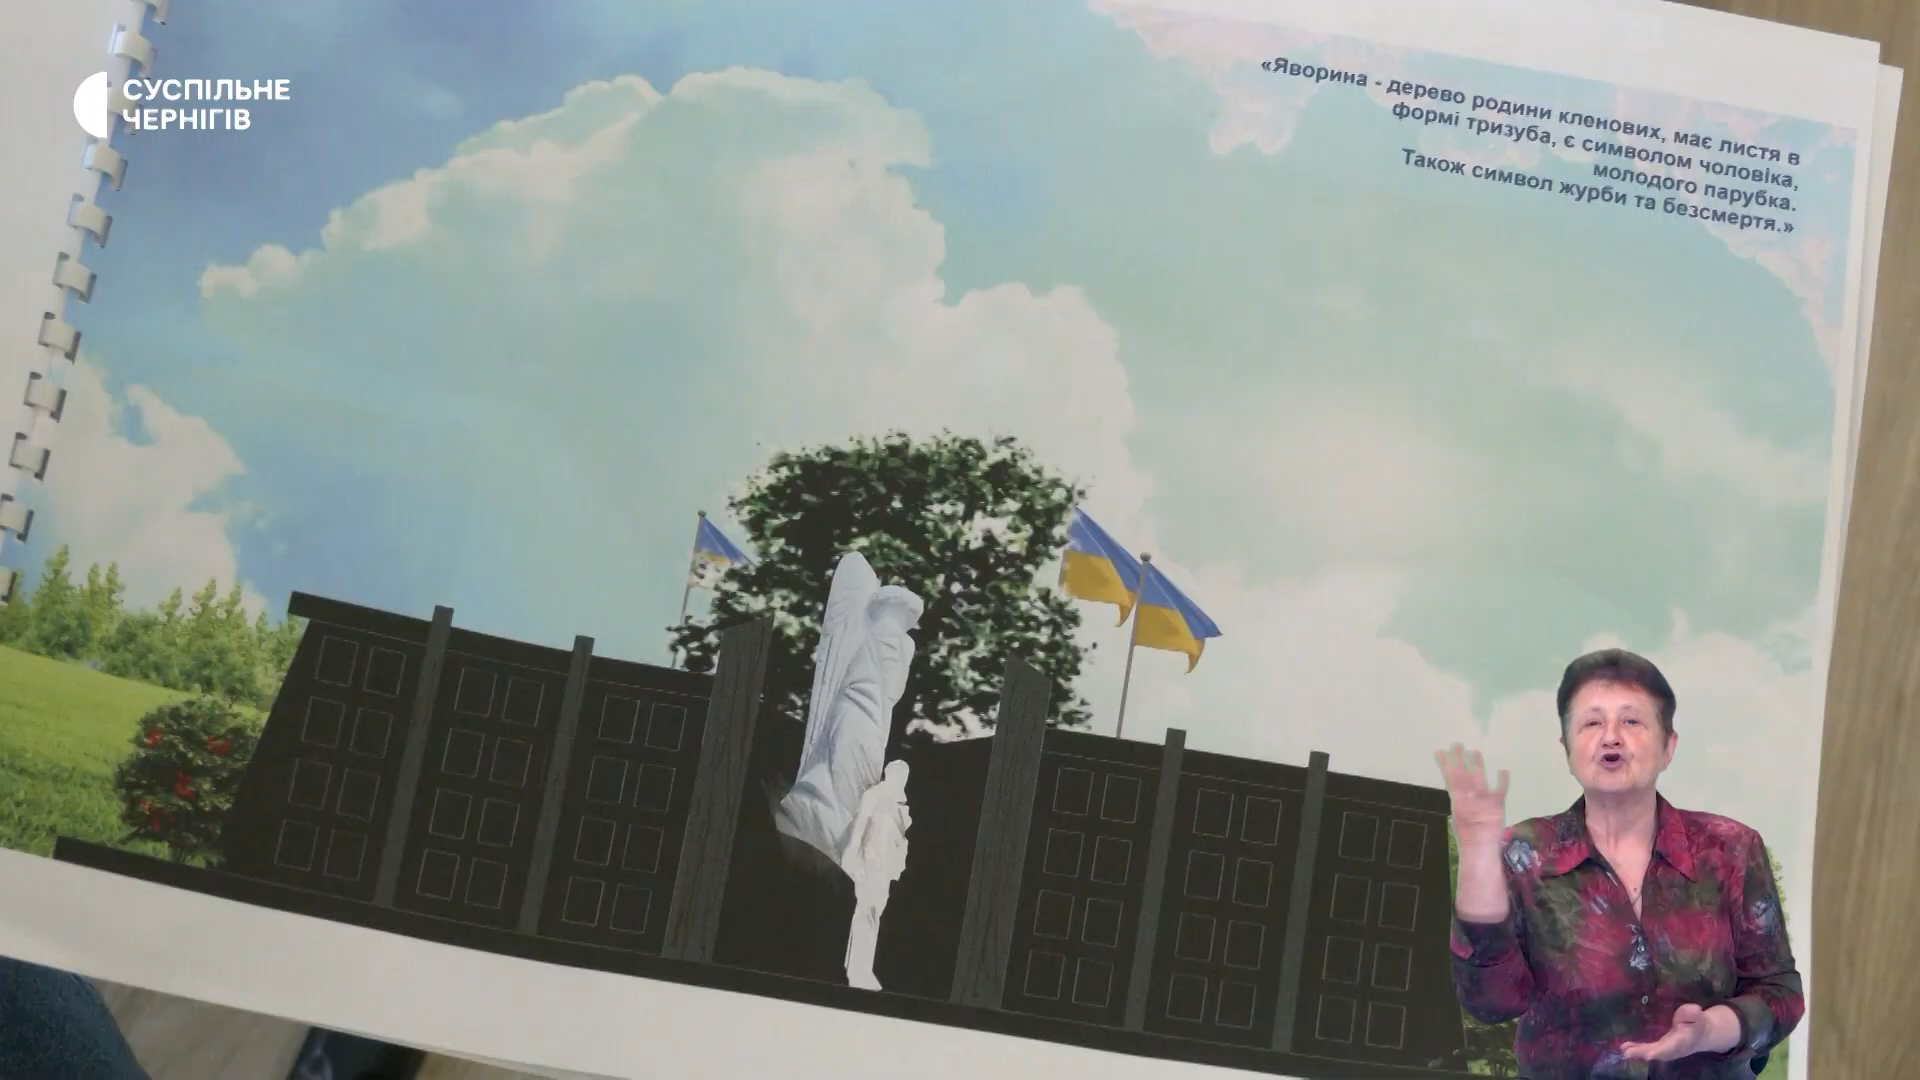 СУСПІЛЬНЕ
ЧЕРНІГІВ
«Яворина - дерево родини кленових, має листя в
формі тризуба, є символом чоловіка,
молодого парубка.
Також символ журби та безсмертя.»